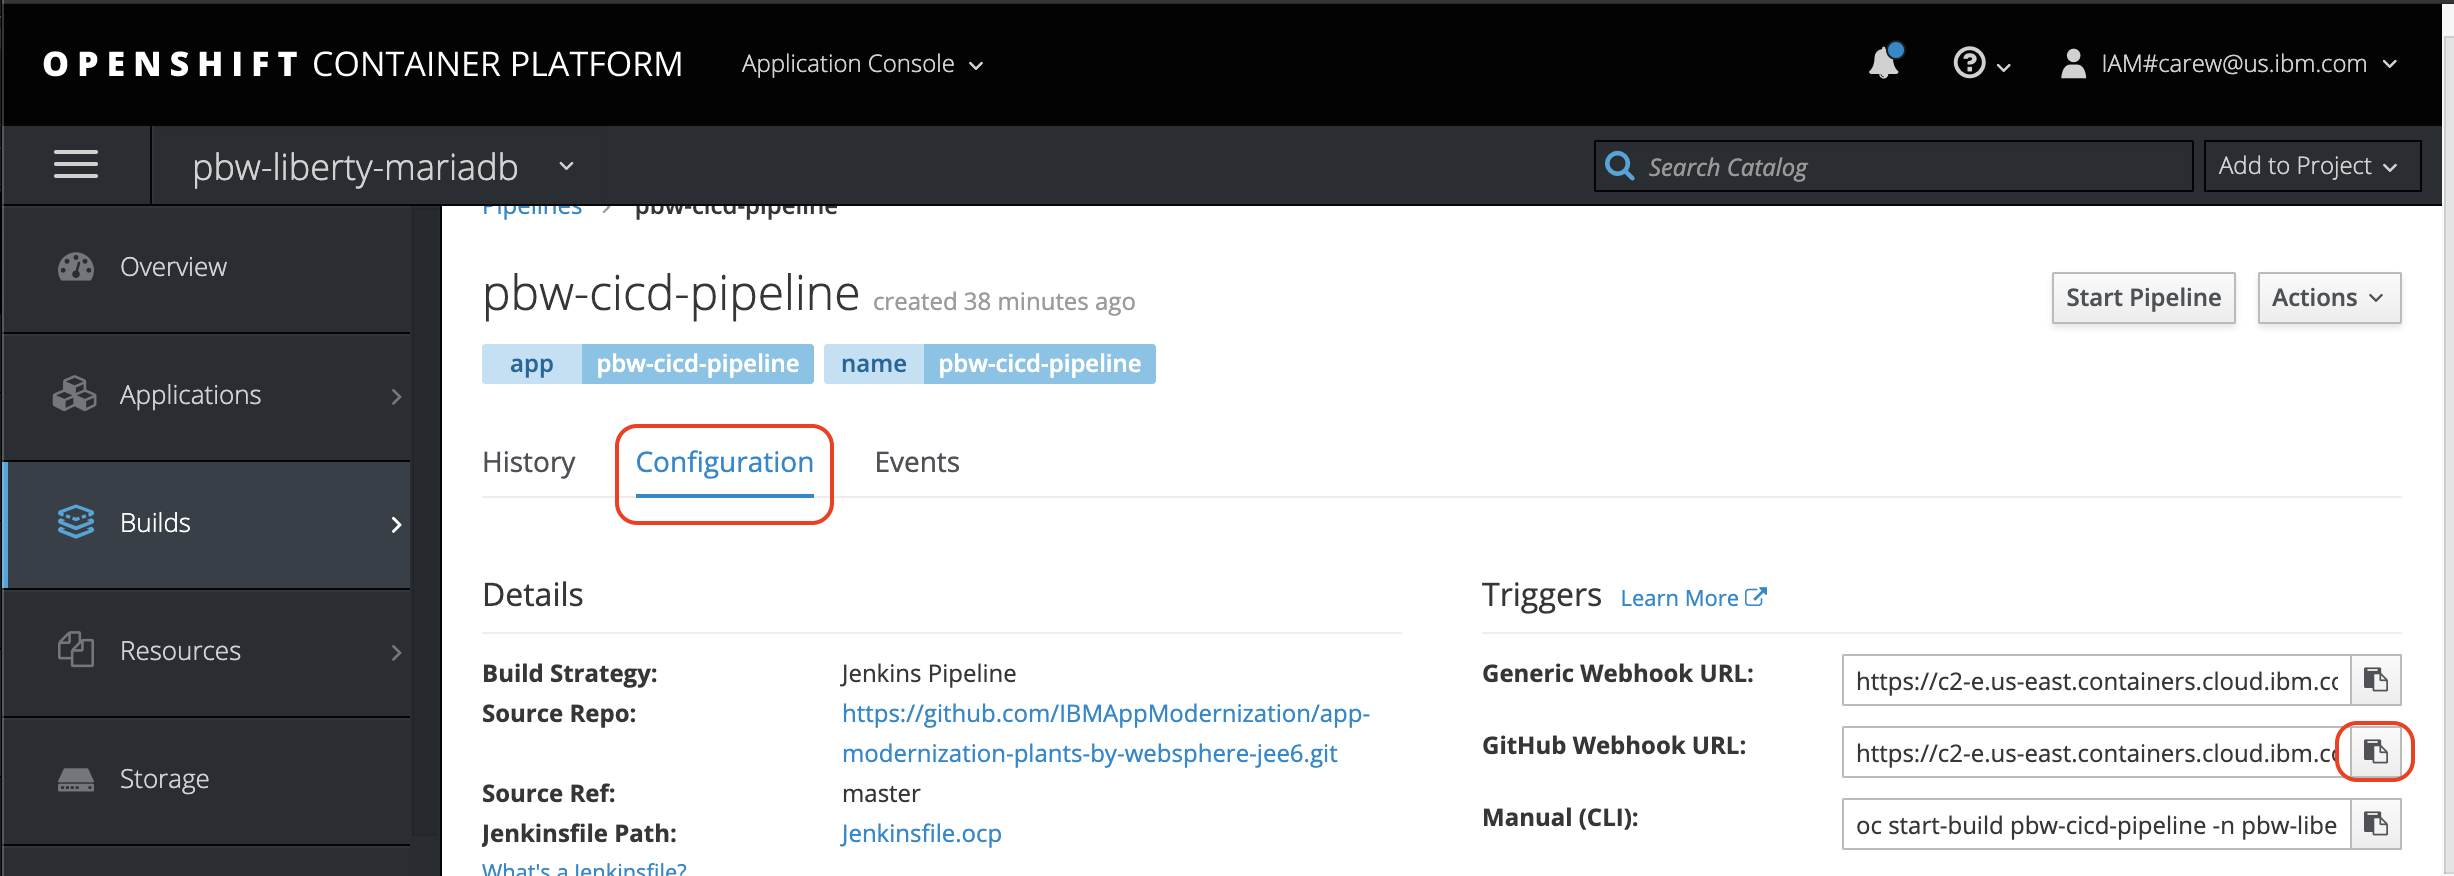 OPENSHIFT CONTAINER PLATFORM
Application Console
IAM#carew@us.ibm.com
pbw-liberty-mariadb
Search Catalog
Add to Project
Pipelines > pbw-cicd-pipeline
Overview
Applications
Builds
Resources
Storage
pbw-cicd-pipeline created 38 minutes ago
Start Pipeline
Actions
app pbw-cicd-pipeline name pbw-cicd-pipeline
History Configuration Events
Details
Build Strategy: Jenkins Pipeline
Source Repo: https://github.com/IBMAppModernization/app-
modernization-plants-by-websphere-jee6.git
Source Ref: master
Jenkinsfile Path: Jenkinsfile.ocp
What's a Jenkinsfile?
Triggers Learn More
Generic Webhook URL: https://c2-e.us-east.containers.cloud.ibm.cc
GitHub Webhook URL: https://c2-e.us-east.containers.cloud.ibm.cc
Manual (CLI): oc start-build pbw-cicd-pipeline -n pbw-libe